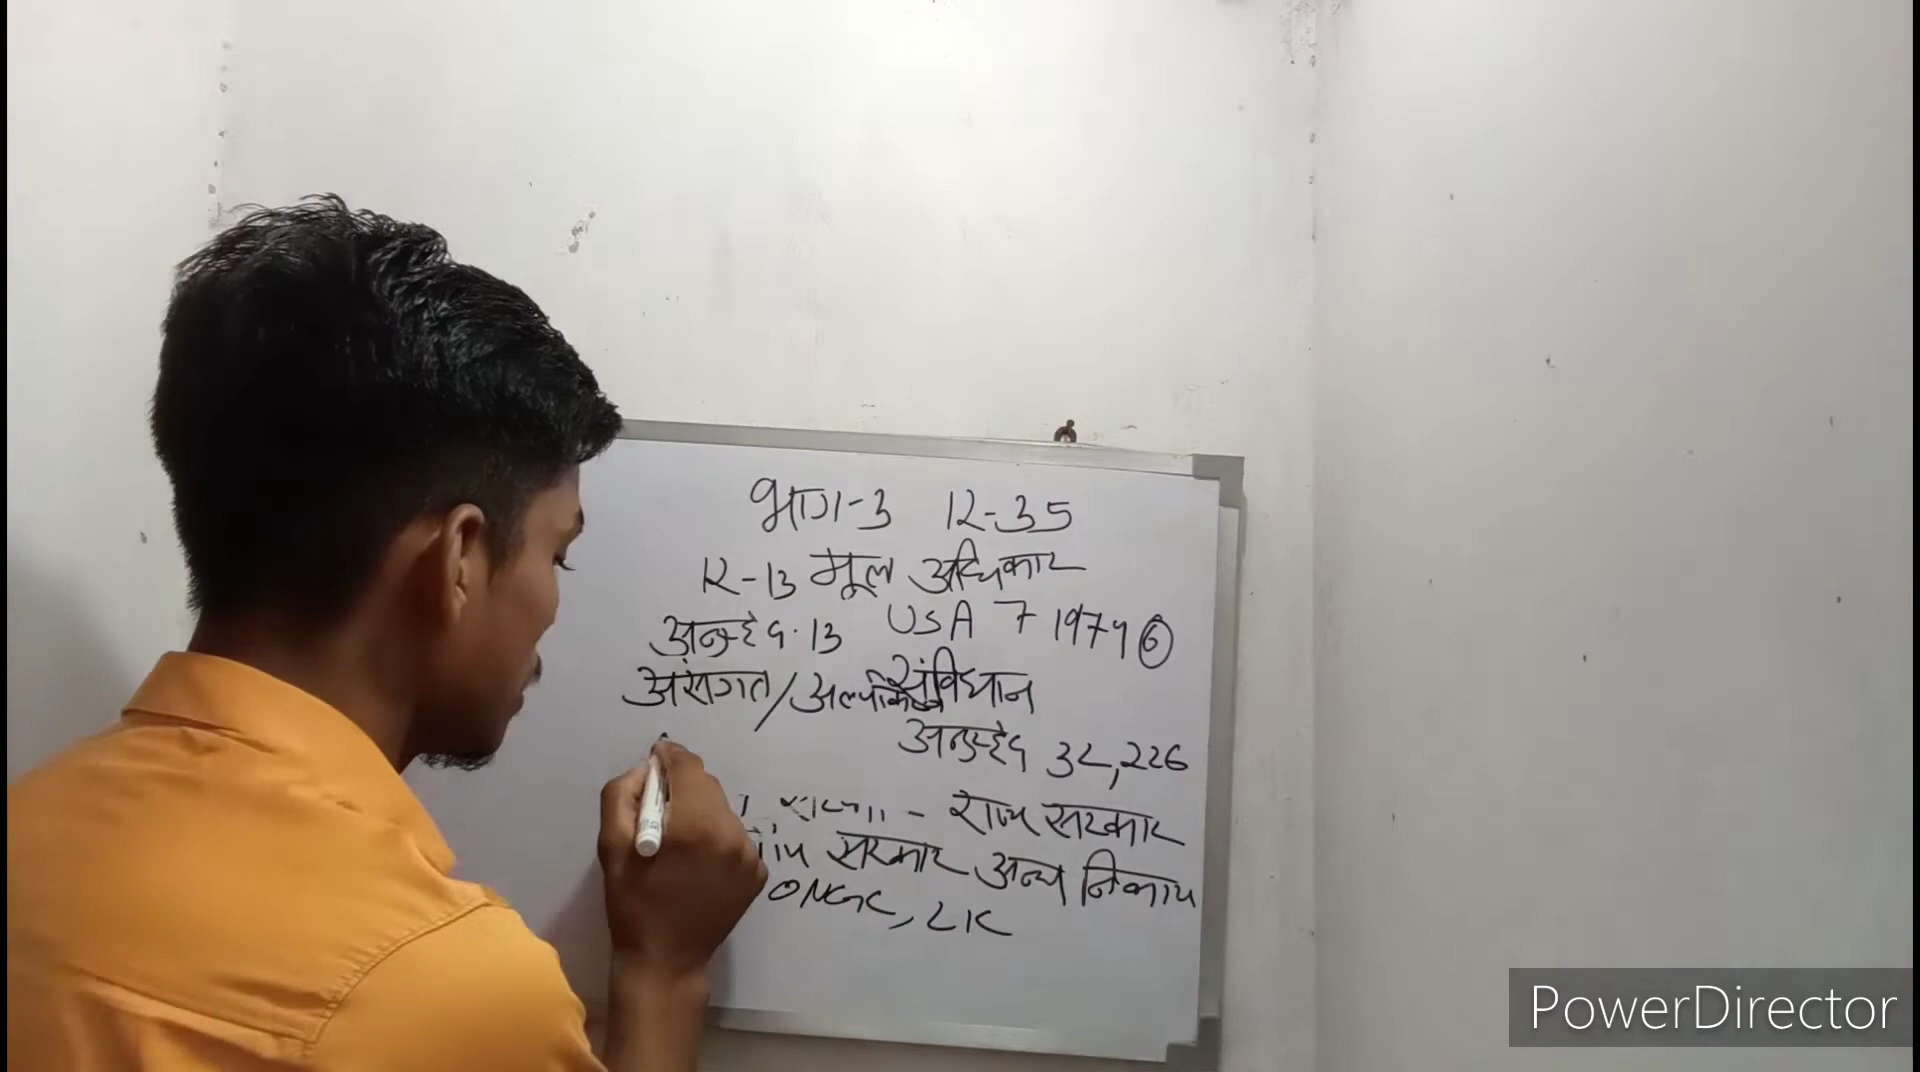 भाग-3 12-35
12-13 मूल अधिकार
अनुच्छेद-13 USA 7 1979 6
असंगत/अल्पीकरण संविधान
अनुच्छेद 32,226
- राज्य सरकार
सरकार अन्य निकाय
ONGC, LIC
PowerDirector